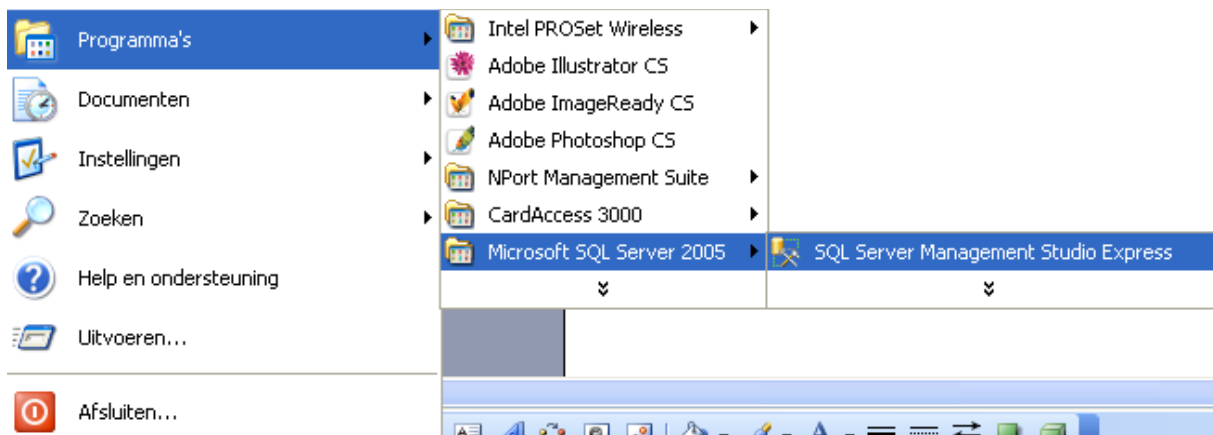 Programma's
Documenten
Instellingen
Zoeken
Help en ondersteuning
Uitvoeren...
Afsluiten...
Intel PROSet Wireless
Adobe Illustrator CS
Adobe ImageReady CS
Adobe Photoshop CS
NPort Management Suite
CardAccess 3000
Microsoft SQL Server 2005
SQL Server Management Studio Express